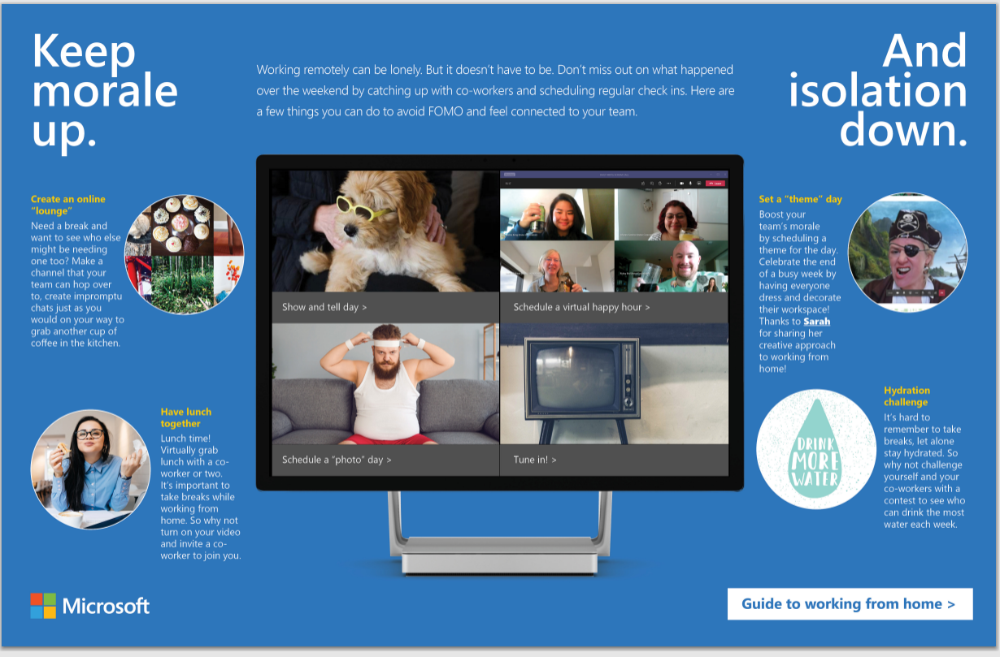 Keep
morale
up.
Working remotely can be lonely. But it doesn't have to be. Don't miss out on what happened
over the weekend by catching up with co-workers and scheduling regular check ins. Here are
a few things you can do to avoid FOMO and feel connected to your team.
And
isolation
down.
Create an online
"lounge"
Need a break and
want to see who else
might be needing
one too? Make a
channel that your
team can hop over
to, create impromptu
chats just as you
would on your way to
grab another cup of
coffee in the kitchen.
Have lunch
together
Lunch time!
Virtually grab
lunch with a co-
worker or two.
It's important to
take breaks while
working from
home. So why not
turn on your video
and invite a co-
worker to join you.
Leave
Show and tell day >
Schedule a virtual happy hour >
Schedule a "photo" day >
Tune in! >
Set a "theme" day
Boost your
team's morale
by scheduling a
theme for the day.
Celebrate the end
of a busy week by
having everyone
dress and decorate
their workspace!
Thanks to Sarah
for sharing her
creative approach
to working from
home!
DRINK
MORE
WATER
Hydration
challenge
It's hard to
remember to take
breaks, let alone
stay hydrated. So
why not challenge
yourself and your
co-workers with a
contest to see who
can drink the most
water each week.
Microsoft
Guide to working from home >